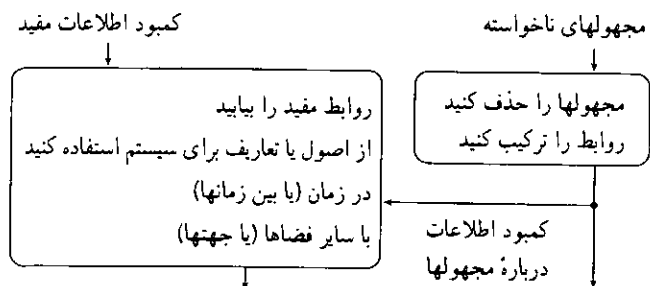 مجهولهای ناخواسته
مجهولها را حذف کنید
روابط را ترکیب کنید
کمبود اطلاعات
دربارهٔ مجهولها
کمبود اطلاعات مفید
روابط مفید را بیابید
از اصول یا تعاریف برای سیستم استفاده کنید
در زمان (یا بین زمانها)
با سایر فضاها (یا جهتها)